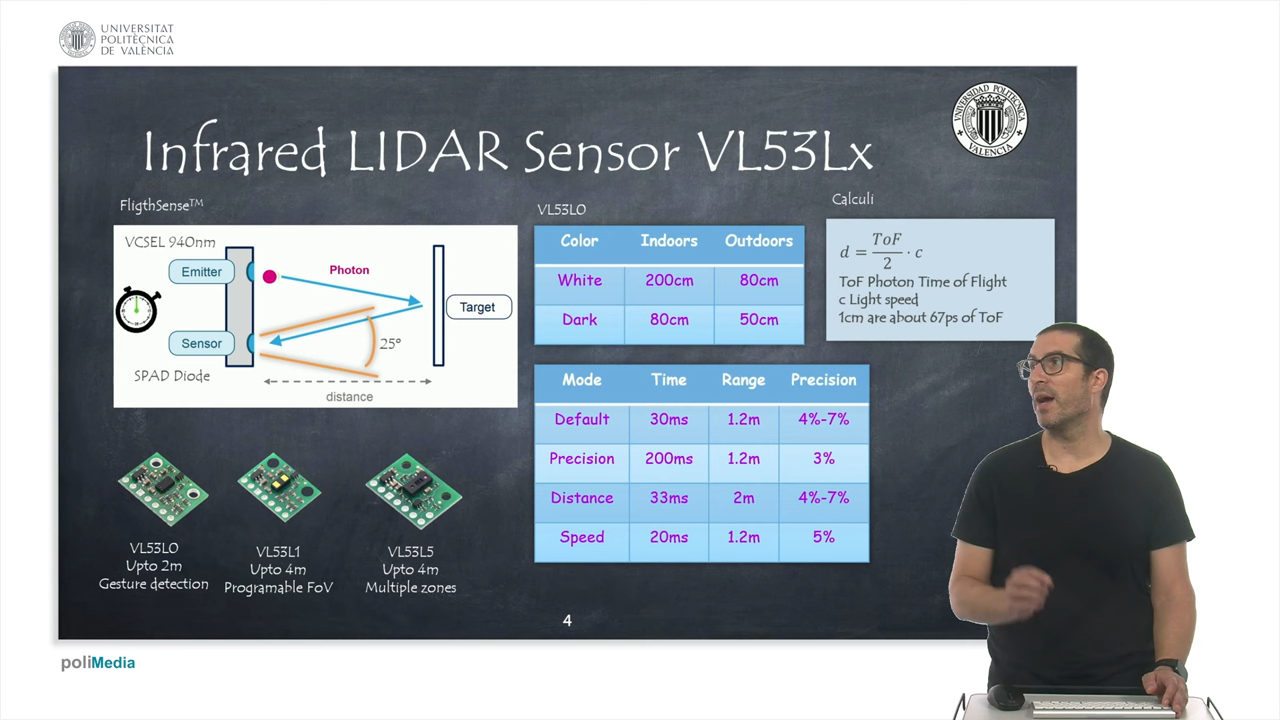 UNIVERSITAT
POLITÈCNICA
DE VALÈNCIA
UNIVERSIDAD POLITECNICA
VALENCIA
Infrared LIDAR Sensor VL53Lx
FligthSense™
VCSEL 940nm
Emitter
Photon
Target
Sensor
25º
SPAD Diode
distance
VL53L0
Color Indoors Outdoors
White 200cm 80cm
Dark 80cm 50cm
Calculi
d = ToF/2 · c
ToF Photon Time of Flight
c Light speed
1cm are about 67ps of ToF
Mode Time Range Precision
Default 30ms 1.2m 4%-7%
Precision 200ms 1.2m 3%
Distance 33ms 2m 4%-7%
Speed 20ms 1.2m 5%
VL53L0
Upto 2m
Gesture detection
VL53L1
Upto 4m
Programable FoV
VL53L5
Upto 4m
Multiple zones
4
poliMedia